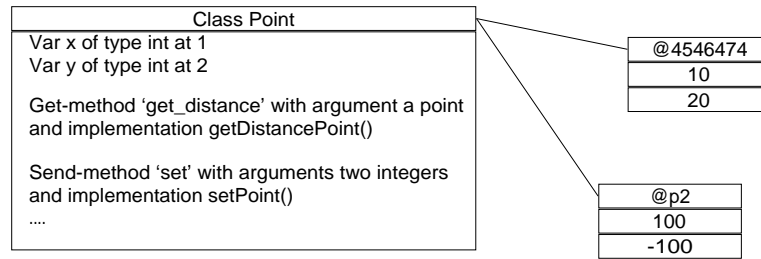 Class Point
Var x of type int at 1
Var y of type int at 2
Get-method ‘get_distance’ with argument a point
and implementation getDistancePoint()
Send-method ‘set’ with arguments two integers
and implementation setPoint()
....
@4546474
10
20
@p2
100
-100